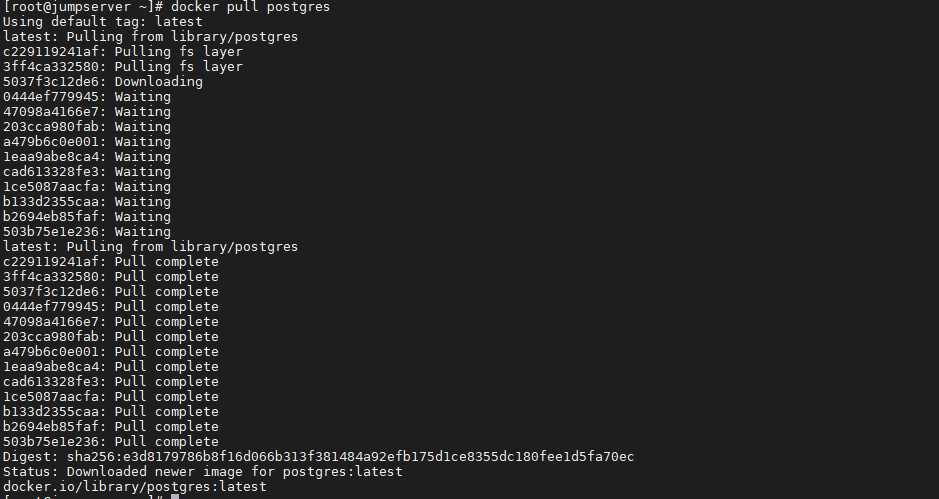 [root@jumpserver ~]# docker pull postgres
Using default tag: latest
latest: Pulling from library/postgres
c229119241af: Pulling fs layer
3ff4ca332580: Pulling fs layer
5037f3c12de6: Downloading
0444ef779945: Waiting
47098a4166e7: Waiting
203cca980fab: Waiting
a479b6c0e001: Waiting
1eaa9abe8ca4: Waiting
cad613328fe3: Waiting
1ce5087aacfa: Waiting
b133d2355caa: Waiting
b2694eb85faf: Waiting
503b75e1e236: Waiting
latest: Pulling from library/postgres
c229119241af: Pull complete
3ff4ca332580: Pull complete
5037f3c12de6: Pull complete
0444ef779945: Pull complete
47098a4166e7: Pull complete
203cca980fab: Pull complete
a479b6c0e001: Pull complete
1eaa9abe8ca4: Pull complete
cad613328fe3: Pull complete
1ce5087aacfa: Pull complete
b133d2355caa: Pull complete
b2694eb85faf: Pull complete
503b75e1e236: Pull complete
Digest: sha256:e3d8179786b8f16d066b313f381484a92efb175d1ce8355dc180fee1d5fa70ec
Status: Downloaded newer image for postgres:latest
docker.io/library/postgres:latest
[root@jumpserver ~]#